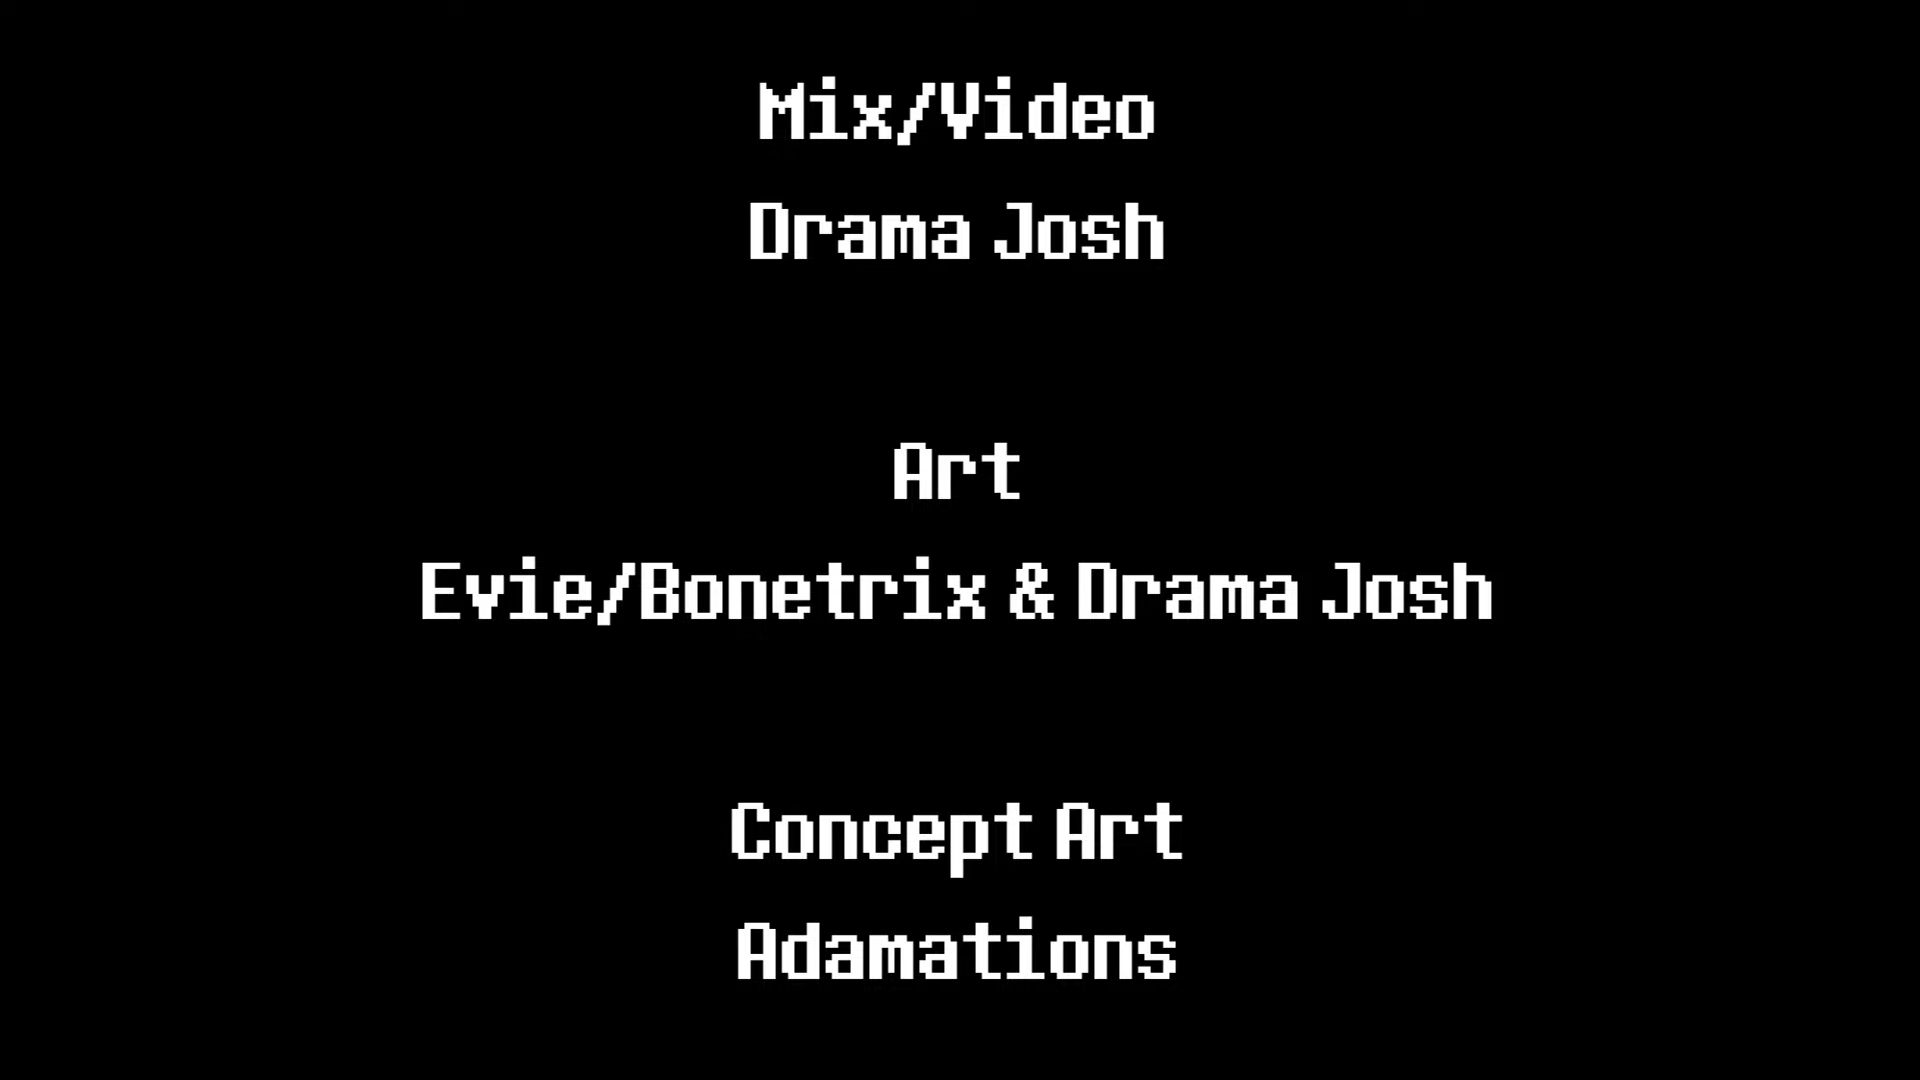 Mix/Video
Drama Josh
Art
Evie/Bonetrix & Drama Josh
Concept Art
Adamations